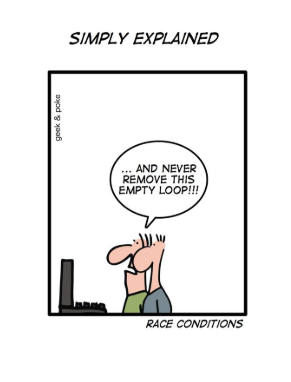 SIMPLY EXPLAINED
geek & poke
... AND NEVER
REMOVE THIS
EMPTY LOOP!!!
RACE CONDITIONS